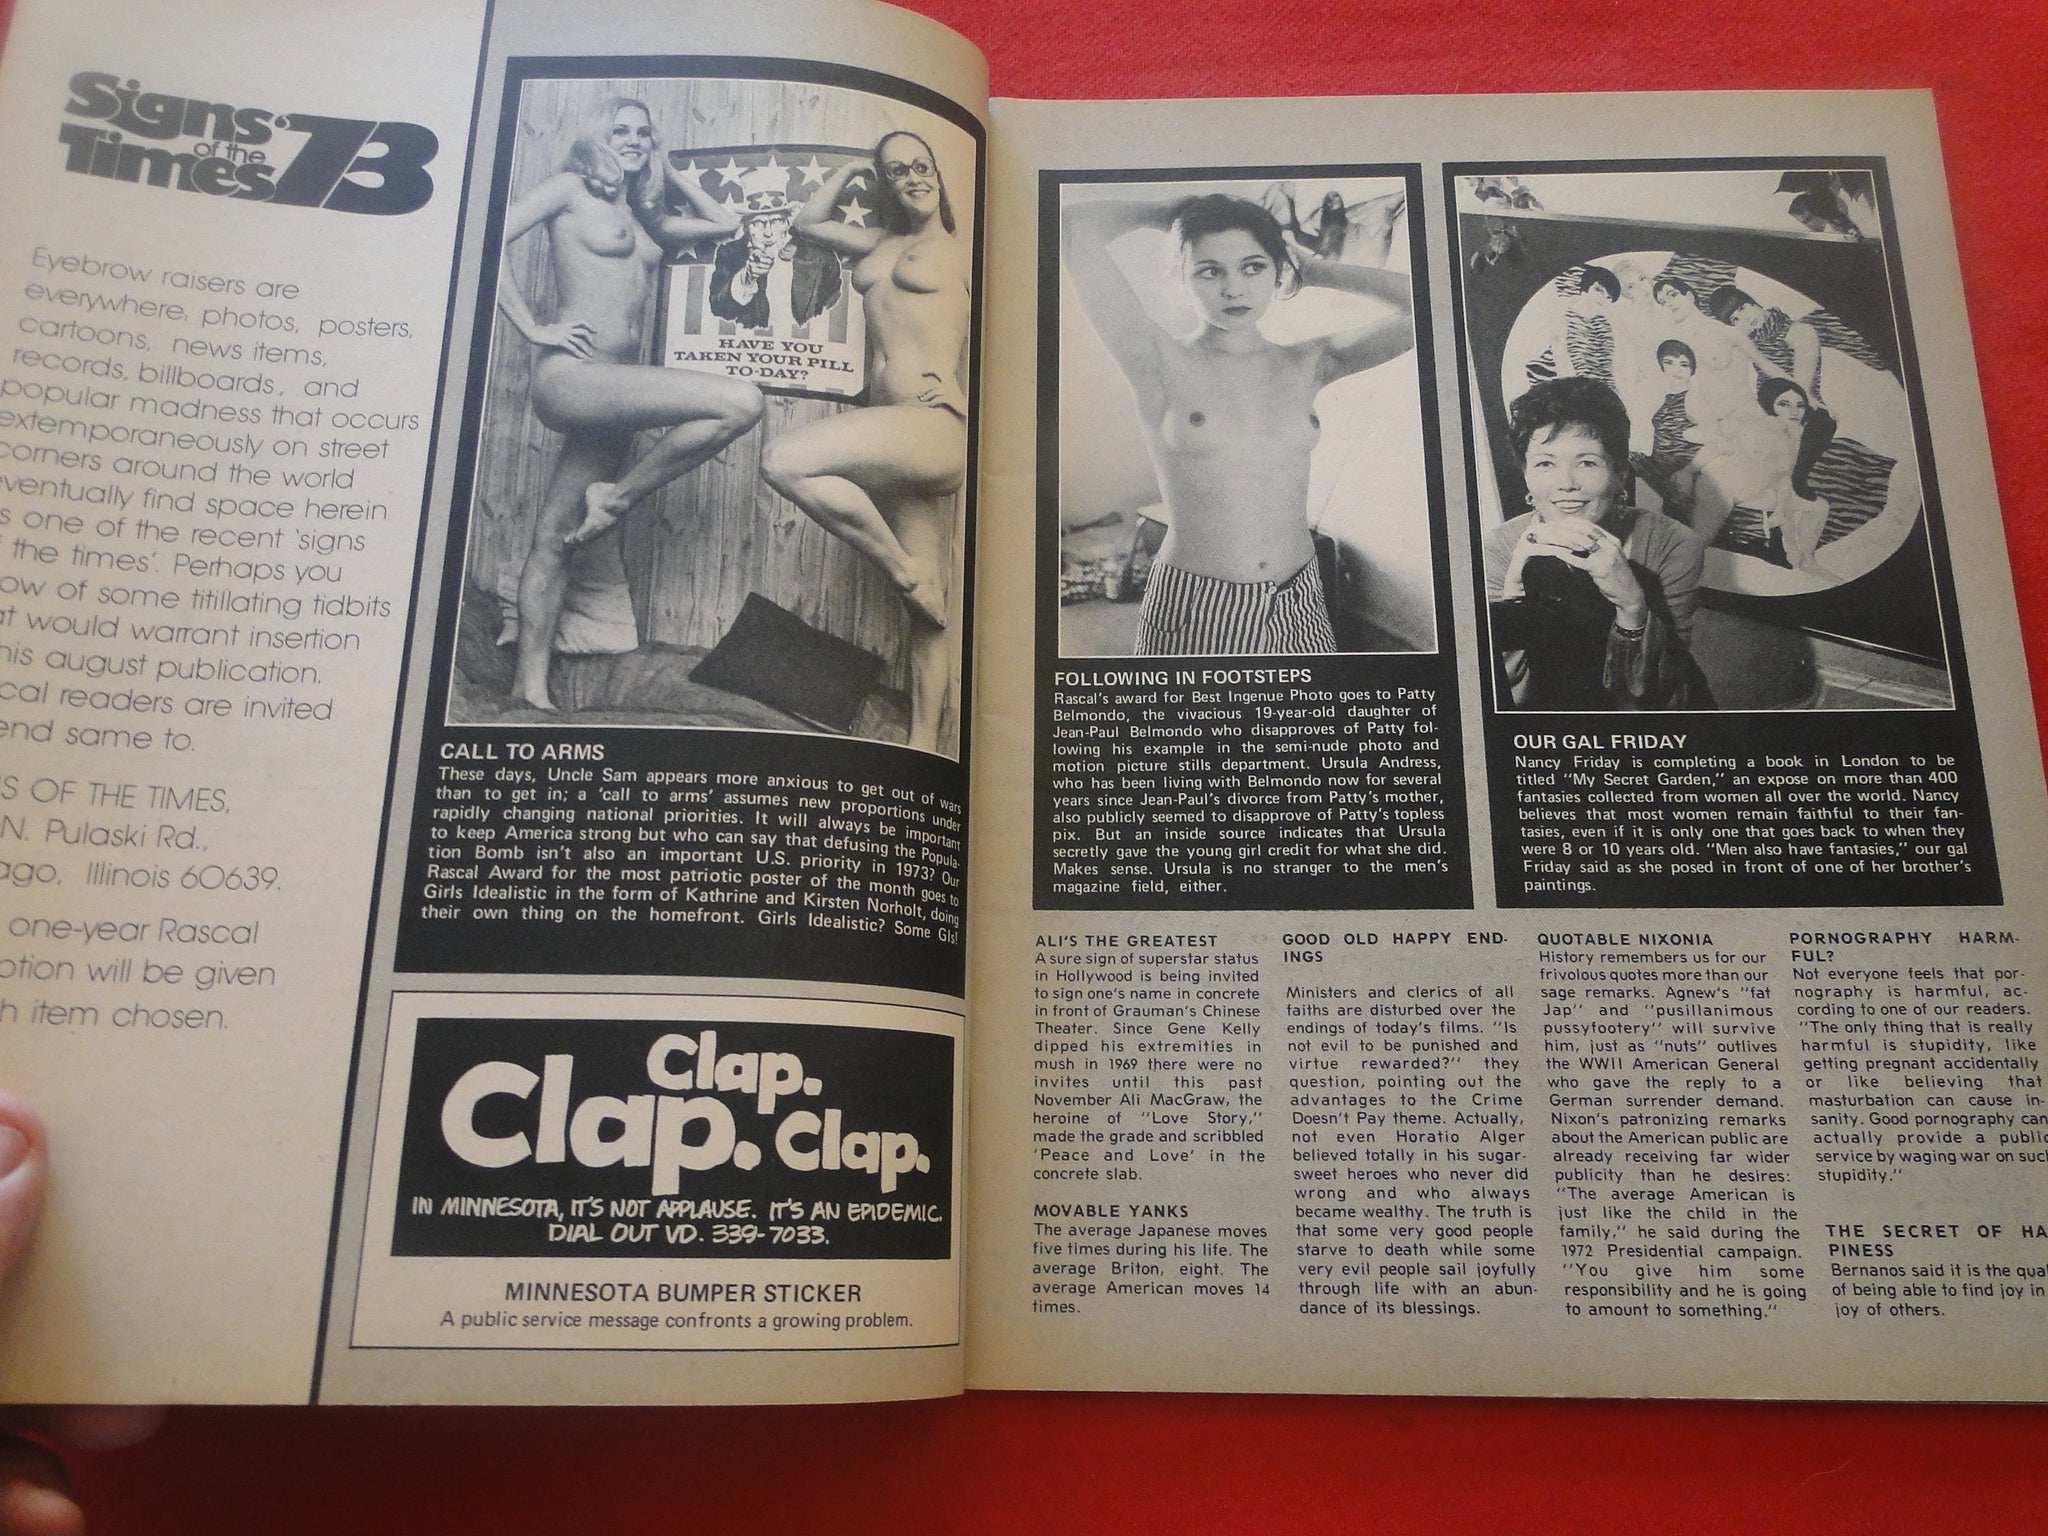 Signs
of the
Times '73
Eyebrow raisers are
everywhere, photos, posters,
cartoons, news items,
records, billboards, and
popular madness that occurs
extemporaneously on street
corners around the world
eventually find space herein
one of the recent 'signs
the times'. Perhaps you
of some titillating tidbits
would warrant insertion
august publication.
readers are invited
same to.
OF THE TIMES,
N. Pulaski Rd.,
Illinois 60639.
one-year Rascal
will be given
item chosen.
HAVE YOU
TAKEN YOUR PILL
TO-DAY?
CALL TO ARMS
These days, Uncle Sam appears more anxious to get out of wars
than to get in; a 'call to arms' assumes new proportions under
rapidly changing national priorities. It will always be important
to keep America strong but who can say that defusing the Popula-
tion Bomb isn't also an important U.S. priority in 1973? Our
Rascal Award for the most patriotic poster of the month goes to
Girls Idealistic in the form of Kathrine and Kirsten Norholt, doing
their own thing on the homefront. Girls Idealistic? Some GIs!
Clap.
Clap. Clap.
IN MINNESOTA, IT'S NOT APPLAUSE. IT'S AN EPIDEMIC.
DIAL OUT VD. 339-7033.
MINNESOTA BUMPER STICKER
A public service message confronts a growing problem.
FOLLOWING IN FOOTSTEPS
Rascal's award for Best Ingenue Photo goes to Patty
Belmondo, the vivacious 19-year-old daughter of
Jean-Paul Belmondo who disapproves of Patty fol-
lowing his example in the semi-nude photo and
motion picture stills department. Ursula Andress,
who has been living with Belmondo now for several
years since Jean-Paul's divorce from Patty's mother,
also publicly seemed to disapprove of Patty's topless
pix. But an inside source indicates that Ursula
secretly gave the young girl credit for what she did.
Makes sense. Ursula is no stranger to the men's
magazine field, either.
OUR GAL FRIDAY
Nancy Friday is completing a book in London to be
titled "My Secret Garden," an expose on more than 400
fantasies collected from women all over the world. Nancy
believes that most women remain faithful to their fan-
tasies, even if it is only one that goes back to when they
were 8 or 10 years old. "Men also have fantasies," our gal
Friday said as she posed in front of one of her brother's
paintings.
ALI'S THE GREATEST
A sure sign of superstar status
in Hollywood is being invited
to sign one's name in concrete
in front of Grauman's Chinese
Theater. Since Gene Kelly
dipped his extremities in
mush in 1969 there were no
invites until this past
November Ali MacGraw, the
heroine of "Love Story,"
made the grade and scribbled
'Peace and Love' in the
concrete slab.
MOVABLE YANKS
The average Japanese moves
five times during his life. The
average Briton, eight. The
average American moves 14
times.
GOOD OLD HAPPY END-
INGS
Ministers and clerics of all
faiths are disturbed over the
endings of today's films. "Is
not evil to be punished and
virtue rewarded?" they
question, pointing out the
advantages to the Crime
Doesn't Pay theme. Actually,
not even Horatio Alger
believed totally in his sugar-
sweet heroes who never did
wrong and who always
became wealthy. The truth is
that some very good people
starve to death while some
very evil people sail joyfully
through life with an abun-
dance of its blessings.
QUOTABLE NIXONIA
History remembers us for our
frivolous quotes more than our
sage remarks. Agnew's "fat
Jap" and "pusillanimous
pussyfootery" will survive
him, just as "nuts" outlives
the WWII American General
who gave the reply to a
German surrender demand.
Nixon's patronizing remarks
about the American public are
already receiving far wider
publicity than he desires:
"The average American is
just like the child in the
family," he said during the
1972 Presidential campaign.
"You give him some
responsibility and he is going
to amount to something."
PORNOGRAPHY HARM-
FUL?
Not everyone feels that por-
nography is harmful, ac-
cording to one of our readers.
"The only thing that is really
harmful is stupidity, like
getting pregnant accidentally
or like believing that
masturbation can cause in-
sanity. Good pornography can
actually provide a public
service by waging war on such
stupidity."
THE SECRET OF HA
PINESS
Bernanos said it is the
of being able to find joy in
joy of others.